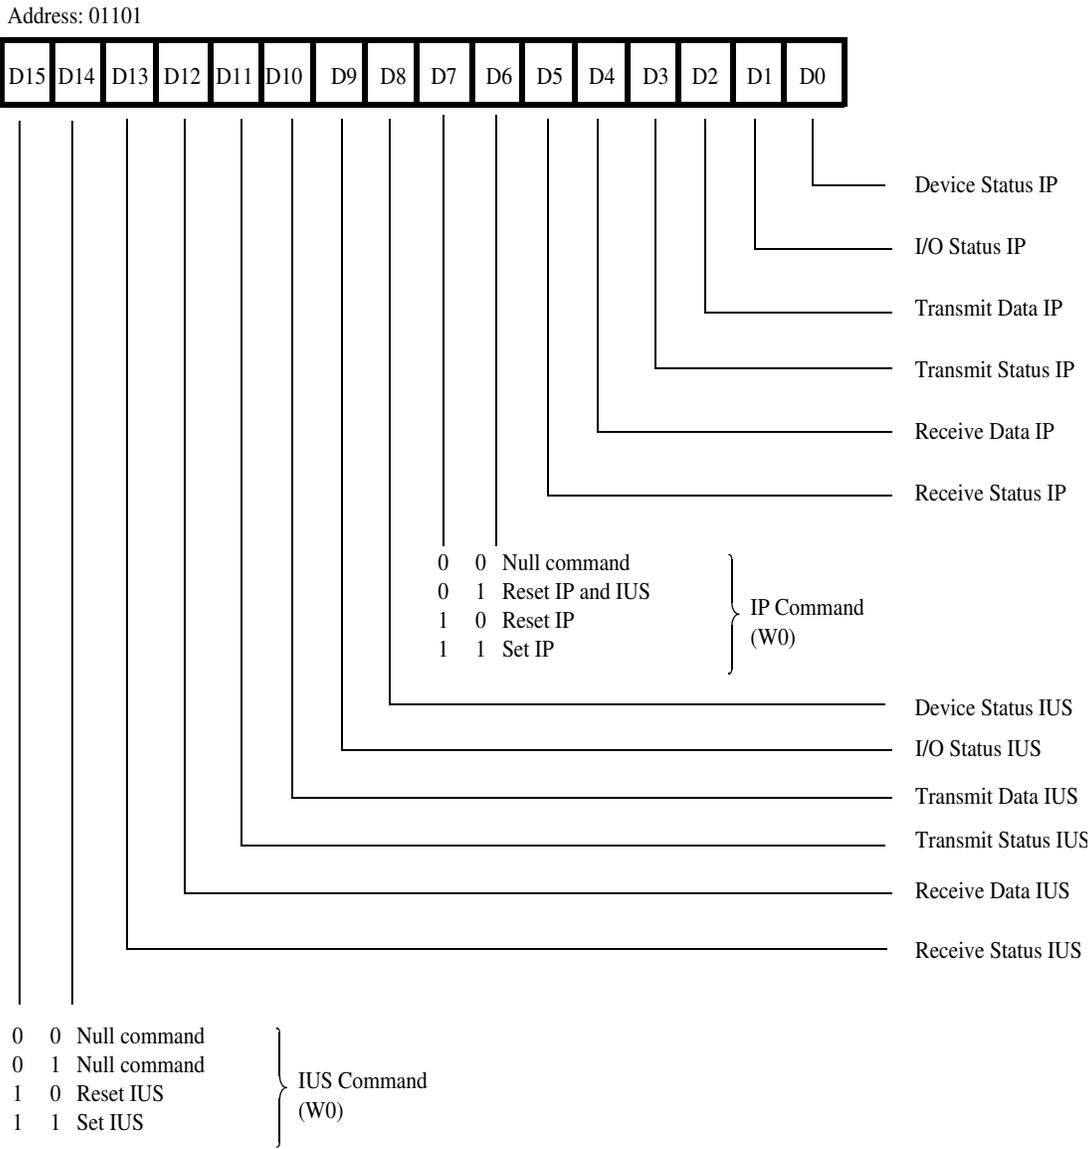 Address: 01101
D15 D14 D13 D12 D11 D10 D9 D8 D7 D6 D5 D4 D3 D2 D1 D0
Device Status IP
I/O Status IP
Transmit Data IP
Transmit Status IP
Receive Data IP
Receive Status IP
0 0 Null command
0 1 Reset IP and IUS
1 0 Reset IP
1 1 Set IP
IP Command
(W0)
Device Status IUS
I/O Status IUS
Transmit Data IUS
Transmit Status IUS
Receive Data IUS
Receive Status IUS
0 0 Null command
0 1 Null command
1 0 Reset IUS
1 1 Set IUS
IUS Command
(W0)